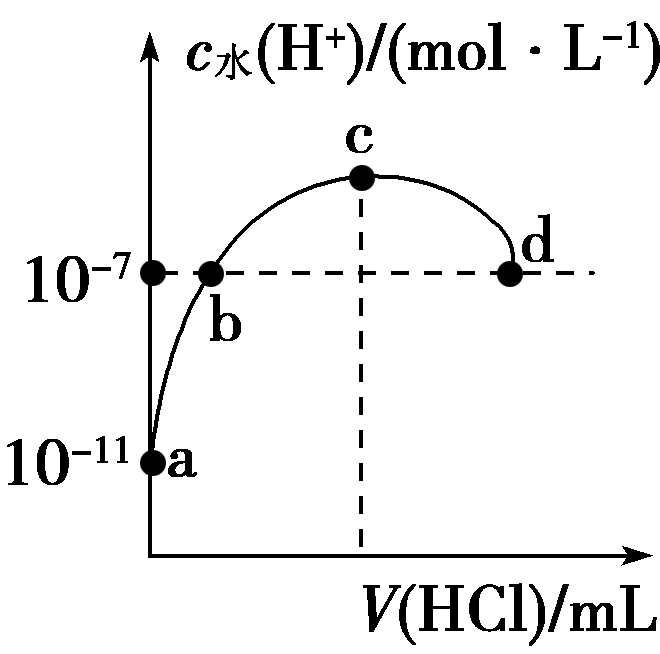 c水(H⁺)/(mol · L⁻¹)
c
10⁻⁷
d
b
10⁻¹¹
a
V(HCl)/mL